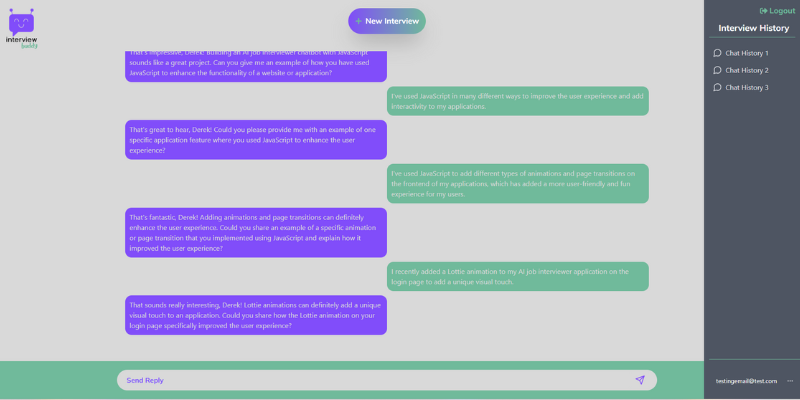 interview
buddy
+ New Interview
Logout
Interview History
Chat History 1
Chat History 2
Chat History 3
That's impressive, Derek! Building an AI job interviewer chatbot with JavaScript
sounds like a great project. Can you give me an example of how you have used
JavaScript to enhance the functionality of a website or application?
I've used JavaScript in many different ways to improve the user experience and add
interactivity to my applications.
That's great to hear, Derek! Could you please provide me with an example of one
specific application feature where you used JavaScript to enhance the user
experience?
I've used JavaScript to add different types of animations and page transitions on
the frontend of my applications, which has added a more user-friendly and fun
experience for my users.
That's fantastic, Derek! Adding animations and page transitions can definitely
enhance the user experience. Could you share an example of a specific animation
or page transition that you implemented using JavaScript and explain how it
improved the user experience?
I recently added a Lottie animation to my AI job interviewer application on the
login page to add a unique visual touch.
That sounds really interesting, Derek! Lottie animations can definitely add a unique
visual touch to an application. Could you share how the Lottie animation on your
login page specifically improved the user experience?
Send Reply
testingemail@test.com ...